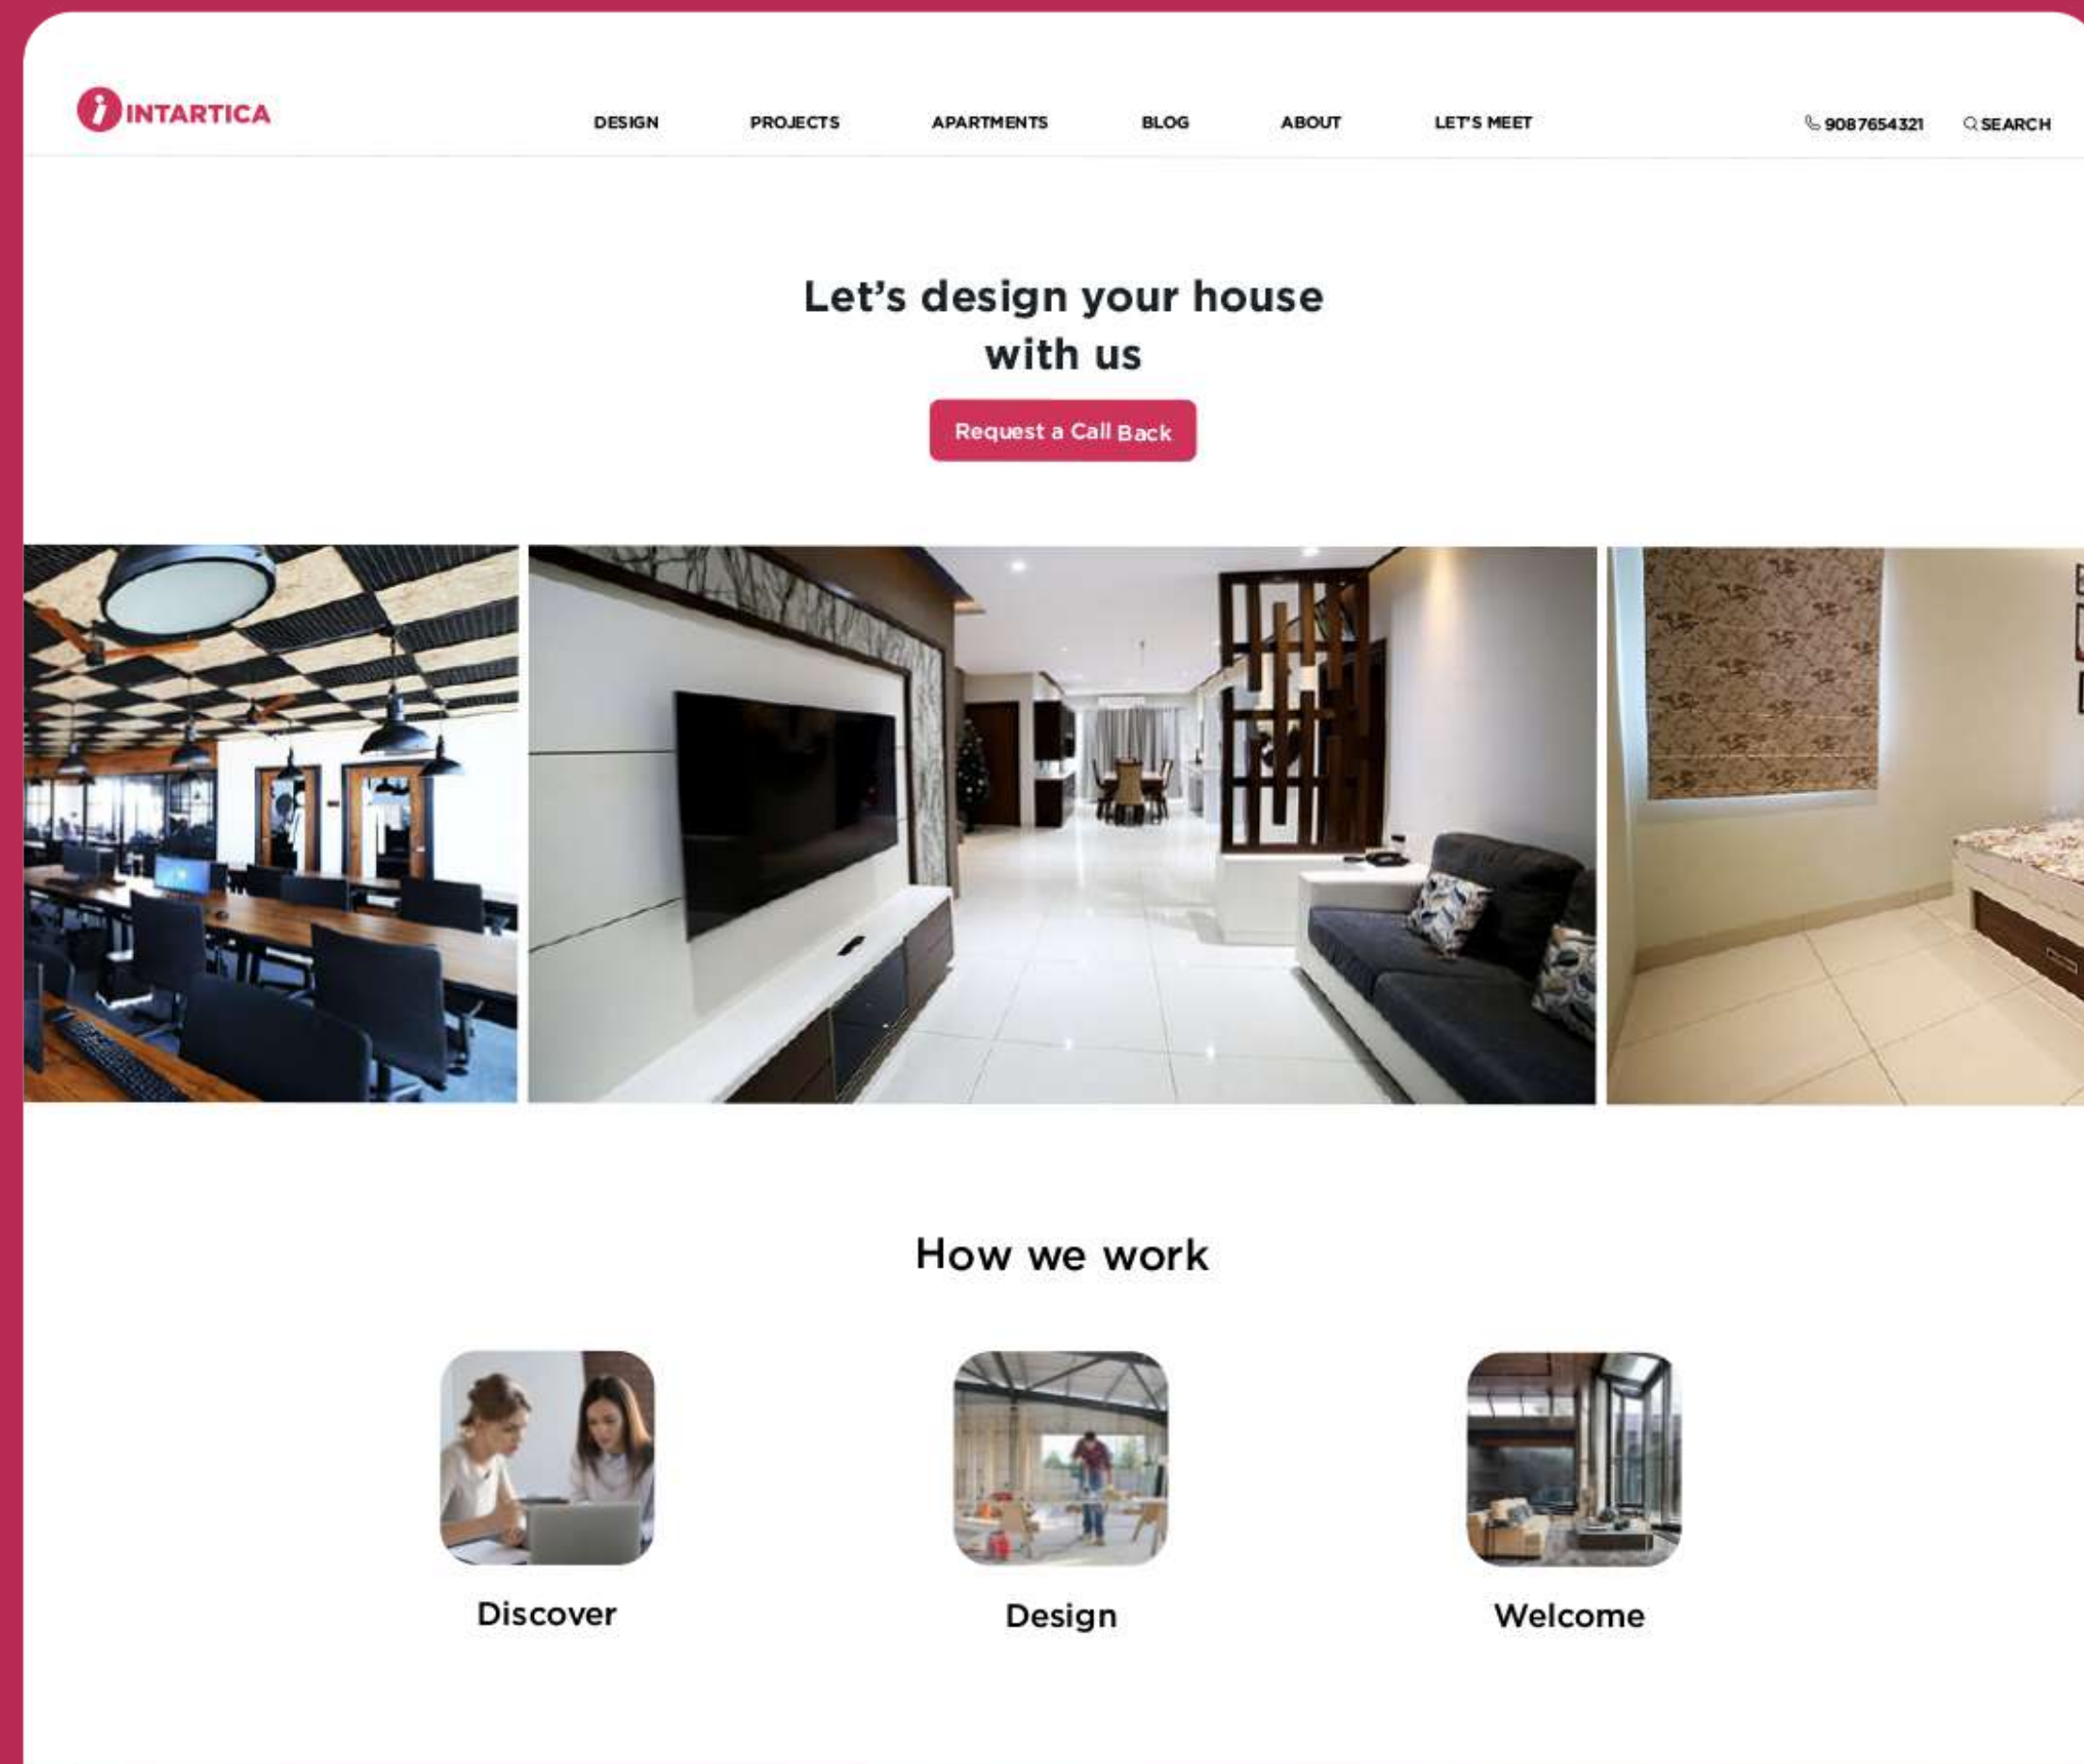 i INTARTICA
DESIGN PROJECTS APARTMENTS BLOG ABOUT LET'S MEET 9087654321 SEARCH
Let's design your house
with us
Request a Call Back
How we work
Discover Design Welcome